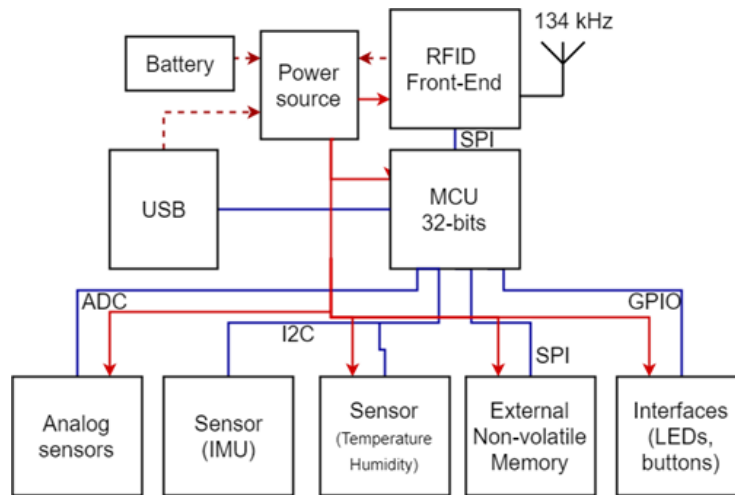 134 kHz
Battery
Power
source
RFID
Front-End
SPI
USB
MCU
32-bits
ADC
GPIO
I2C
SPI
Analog
sensors
Sensor
(IMU)
Sensor
(Temperature
Humidity)
External
Non-volatile
Memory
Interfaces
(LEDs,
buttons)